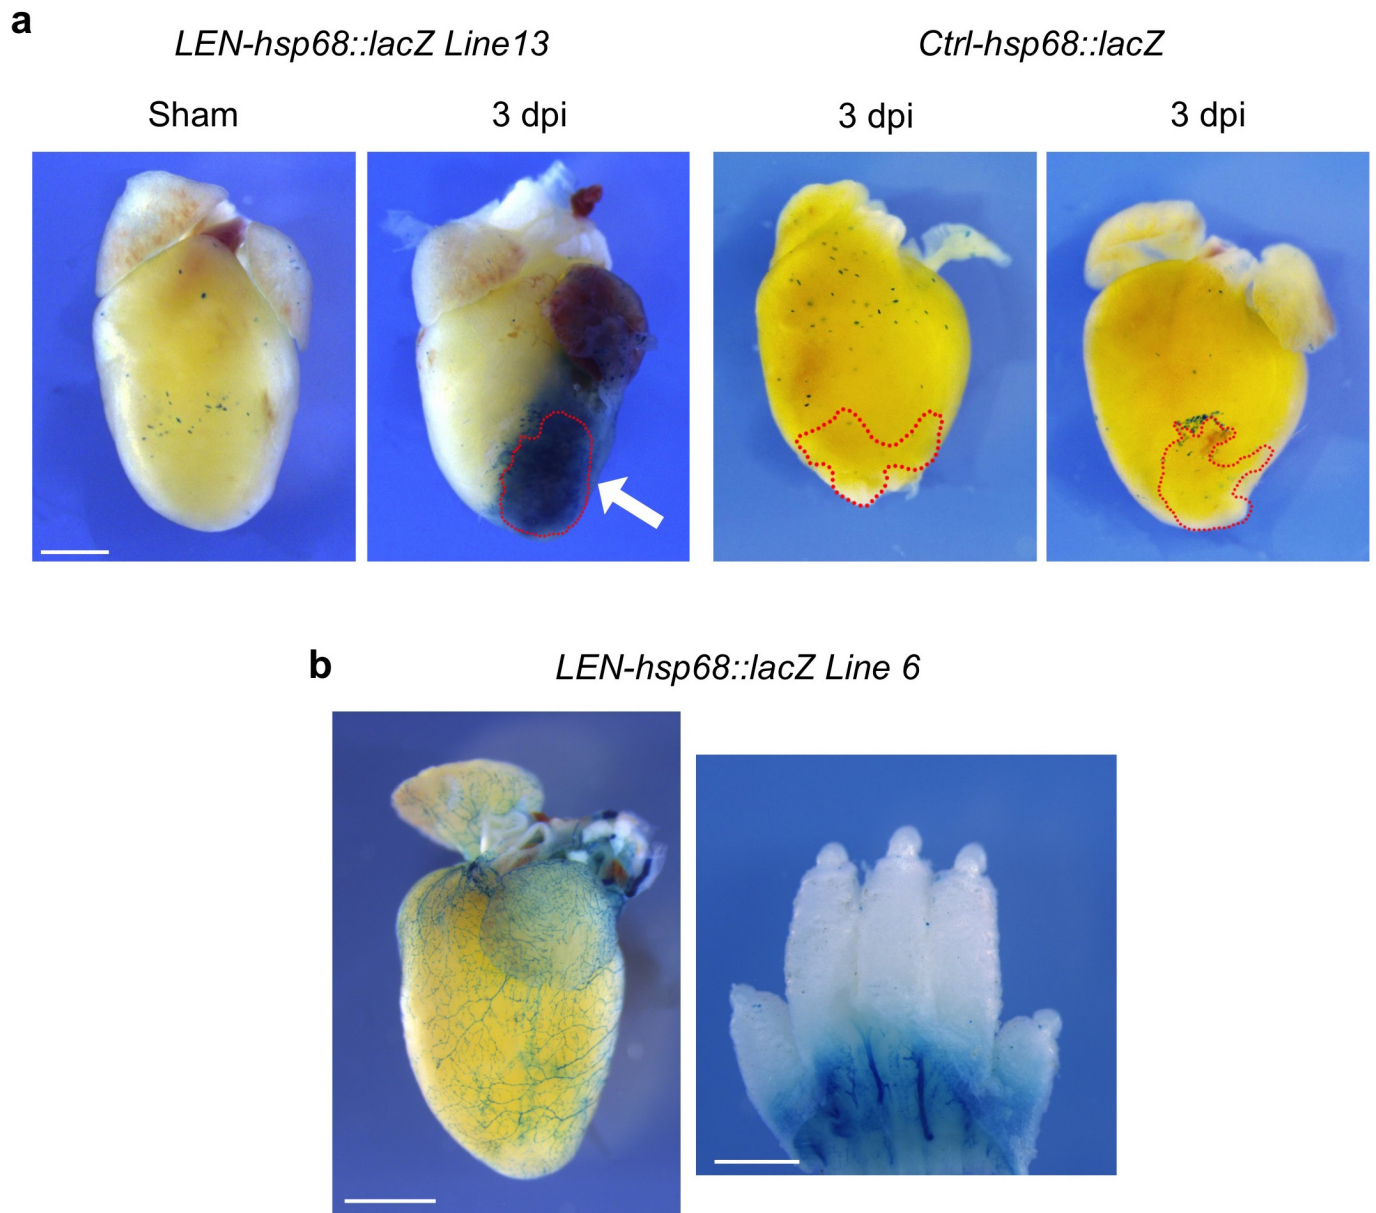 a
LEN-hsp68::lacZ Line13
Ctrl-hsp68::lacZ
Sham
3 dpi
3 dpi
3 dpi
b
LEN-hsp68::lacZ Line 6